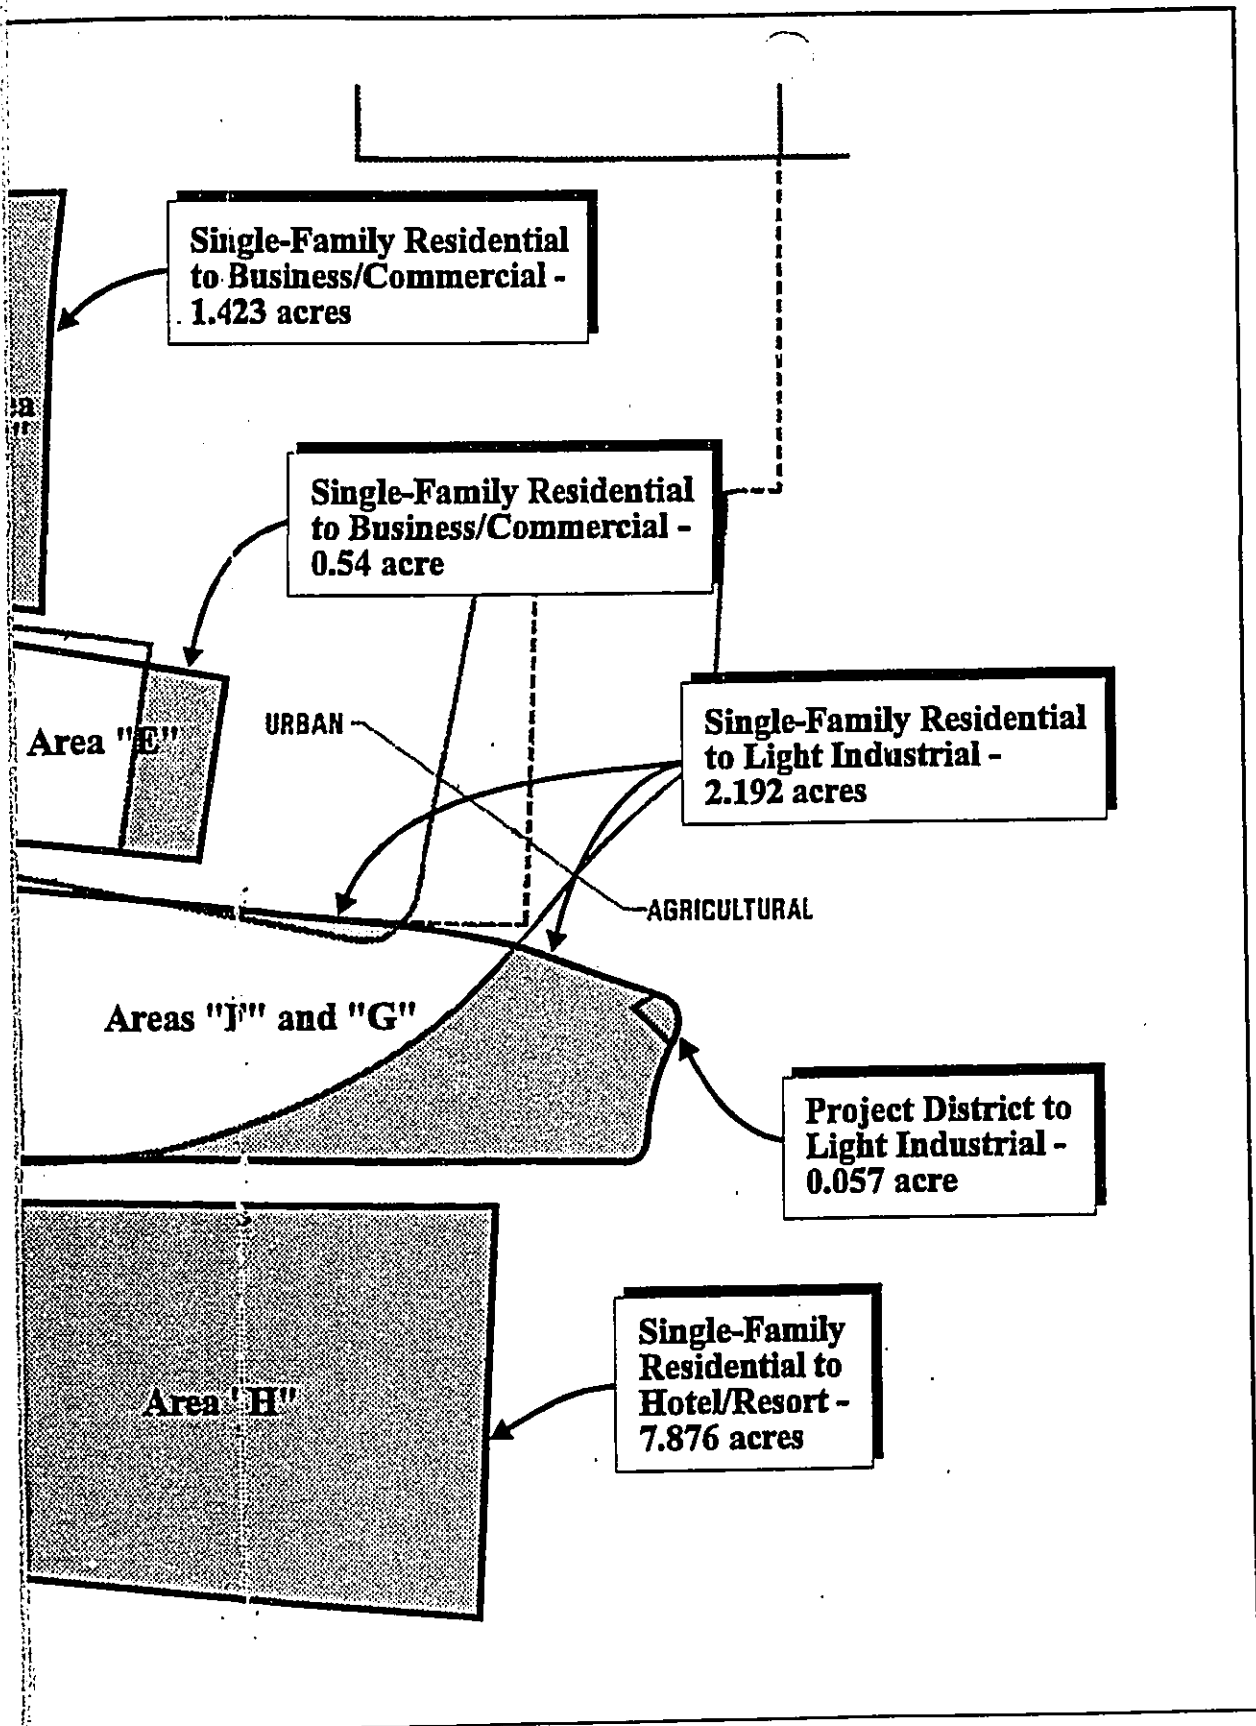 Single-Family Residential
to Business/Commercial -
1.423 acres
Single-Family Residential
to Business/Commercial -
0.54 acre
Area "E"
URBAN
Single-Family Residential
to Light Industrial -
2.192 acres
AGRICULTURAL
Areas "F" and "G"
Project District to
Light Industrial -
0.057 acre
Single-Family
Residential to
Hotel/Resort -
7.876 acres
Area "H"